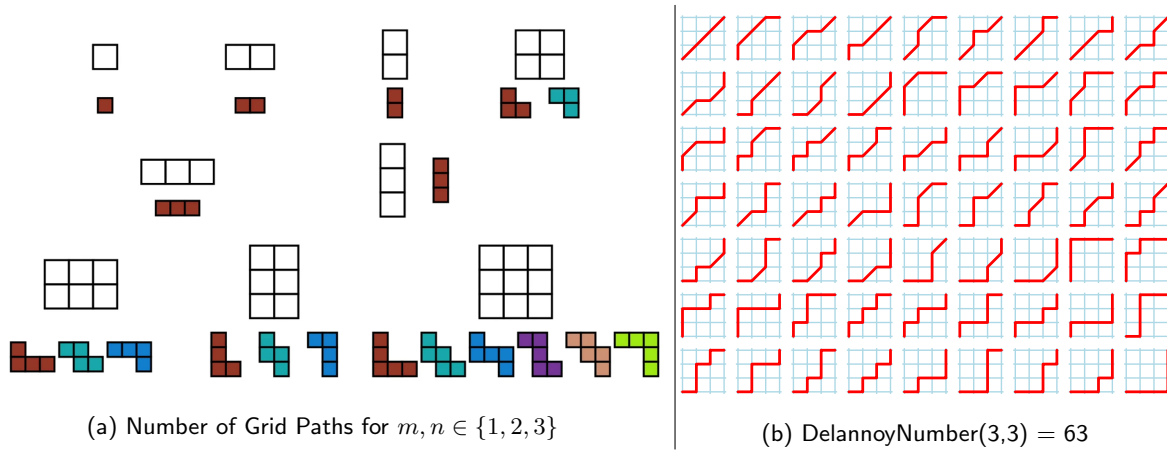 (a) Number of Grid Paths for m, n ∈ {1, 2, 3}
(b) DelannoyNumber(3,3) = 63